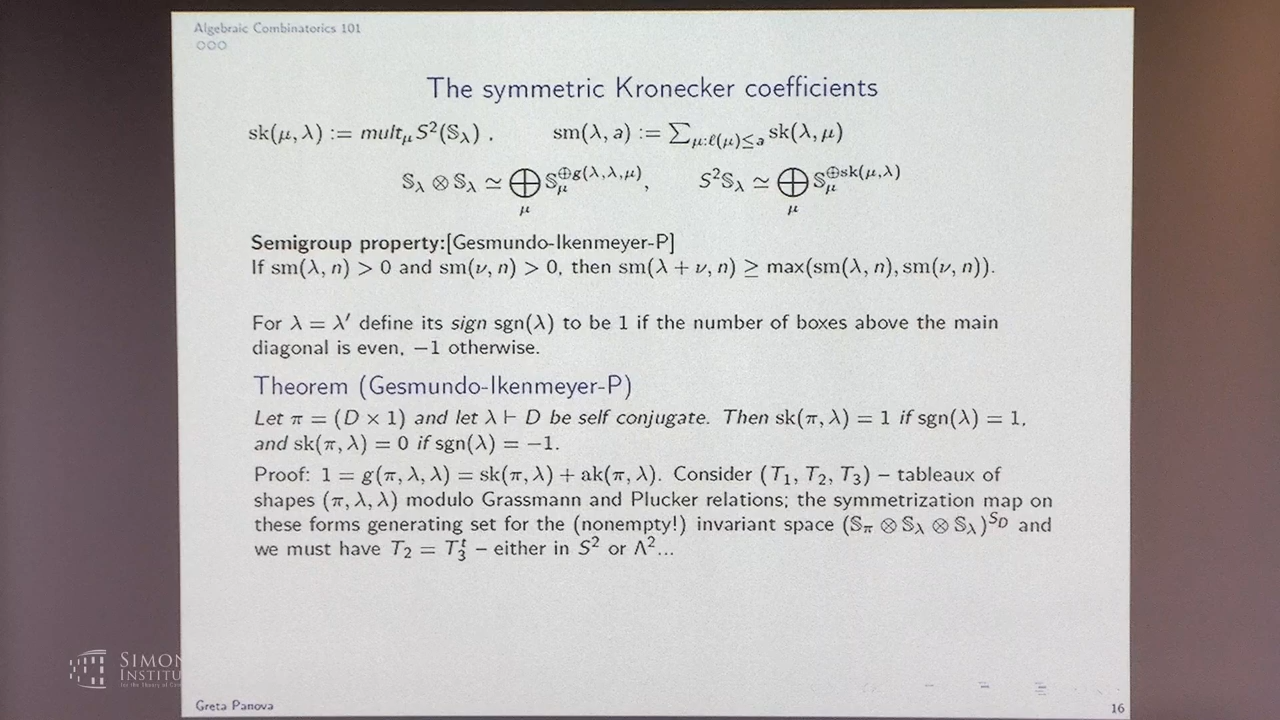 Algebraic Combinatorics 101
The symmetric Kronecker coefficients
sk(μ, λ) := mult_μ S²(𝕊_λ) .    sm(λ, a) := ∑_{μ:ℓ(μ)≤a} sk(λ, μ)
𝕊_λ ⊗ 𝕊_λ ≃ ⨁_μ 𝕊_μ^{⊕g(λ,λ,μ)},    S²𝕊_λ ≃ ⨁_μ 𝕊_μ^{⊕sk(μ,λ)}
Semigroup property:[Gesmundo-Ikenmeyer-P]
If sm(λ, n) > 0 and sm(ν, n) > 0, then sm(λ + ν, n) ≥ max(sm(λ, n), sm(ν, n)).
For λ = λ′ define its sign sgn(λ) to be 1 if the number of boxes above the main
diagonal is even, −1 otherwise.
Theorem (Gesmundo-Ikenmeyer-P)
Let π = (D × 1) and let λ ⊢ D be self conjugate. Then sk(π, λ) = 1 if sgn(λ) = 1,
and sk(π, λ) = 0 if sgn(λ) = −1.
Proof: 1 = g(π, λ, λ) = sk(π, λ) + ak(π, λ). Consider (T₁, T₂, T₃) – tableaux of
shapes (π, λ, λ) modulo Grassmann and Plucker relations; the symmetrization map on
these forms generating set for the (nonempty!) invariant space (𝕊_π ⊗ 𝕊_λ ⊗ 𝕊_λ)^{S_D} and
we must have T₂ = T₃ᵗ – either in S² or Λ²...
SIMON
INSTITU
Greta Panova
16